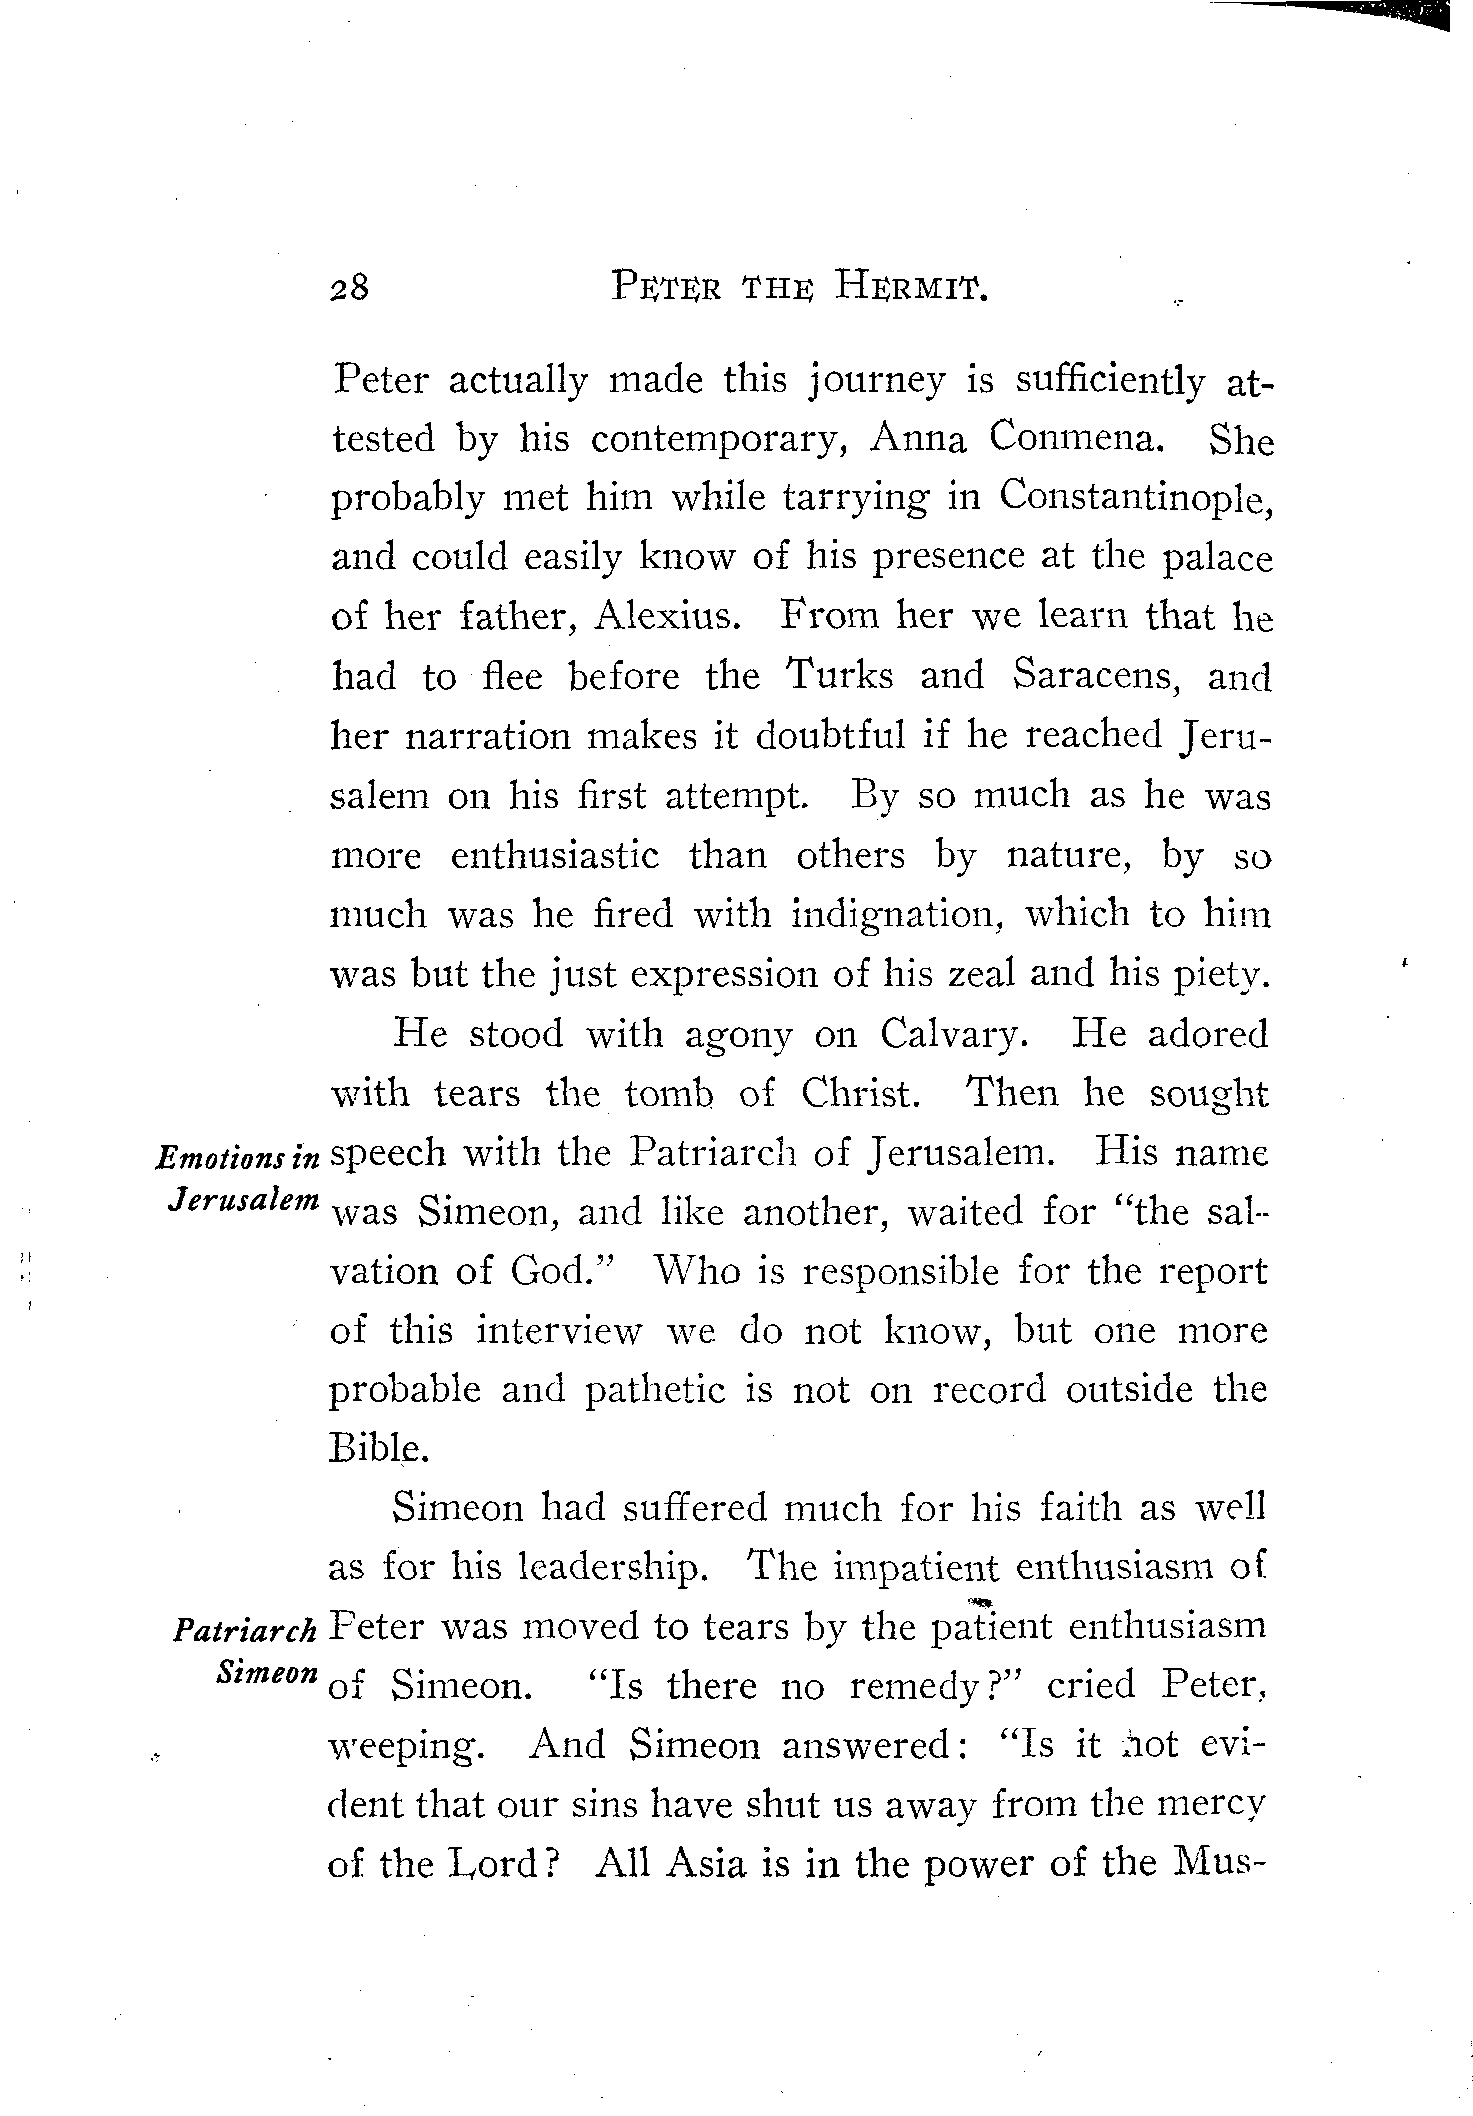 28 PETER THE HERMIT.
Peter actually made this journey is sufficiently at-
tested by his contemporary, Anna Conmena. She
probably met him while tarrying in Constantinople,
and could easily know of his presence at the palace
of her father, Alexius. From her we learn that he
had to flee before the Turks and Saracens, and
her narration makes it doubtful if he reached Jeru-
salem on his first attempt. By so much as he was
more enthusiastic than others by nature, by so
much was he fired with indignation, which to him
was but the just expression of his zeal and his piety.
He stood with agony on Calvary. He adored
with tears the tomb of Christ. Then he sought
Emotions in
Jerusalem
speech with the Patriarch of Jerusalem. His name
was Simeon, and like another, waited for "the sal-
vation of God." Who is responsible for the report
of this interview we do not know, but one more
probable and pathetic is not on record outside the
Bible.
Simeon had suffered much for his faith as well
as for his leadership. The impatient enthusiasm of
Patriarch
Simeon
Peter was moved to tears by the patient enthusiasm
of Simeon. "Is there no remedy?" cried Peter,
weeping. And Simeon answered: "Is it not evi-
dent that our sins have shut us away from the mercy
of the Lord? All Asia is in the power of the Mus-